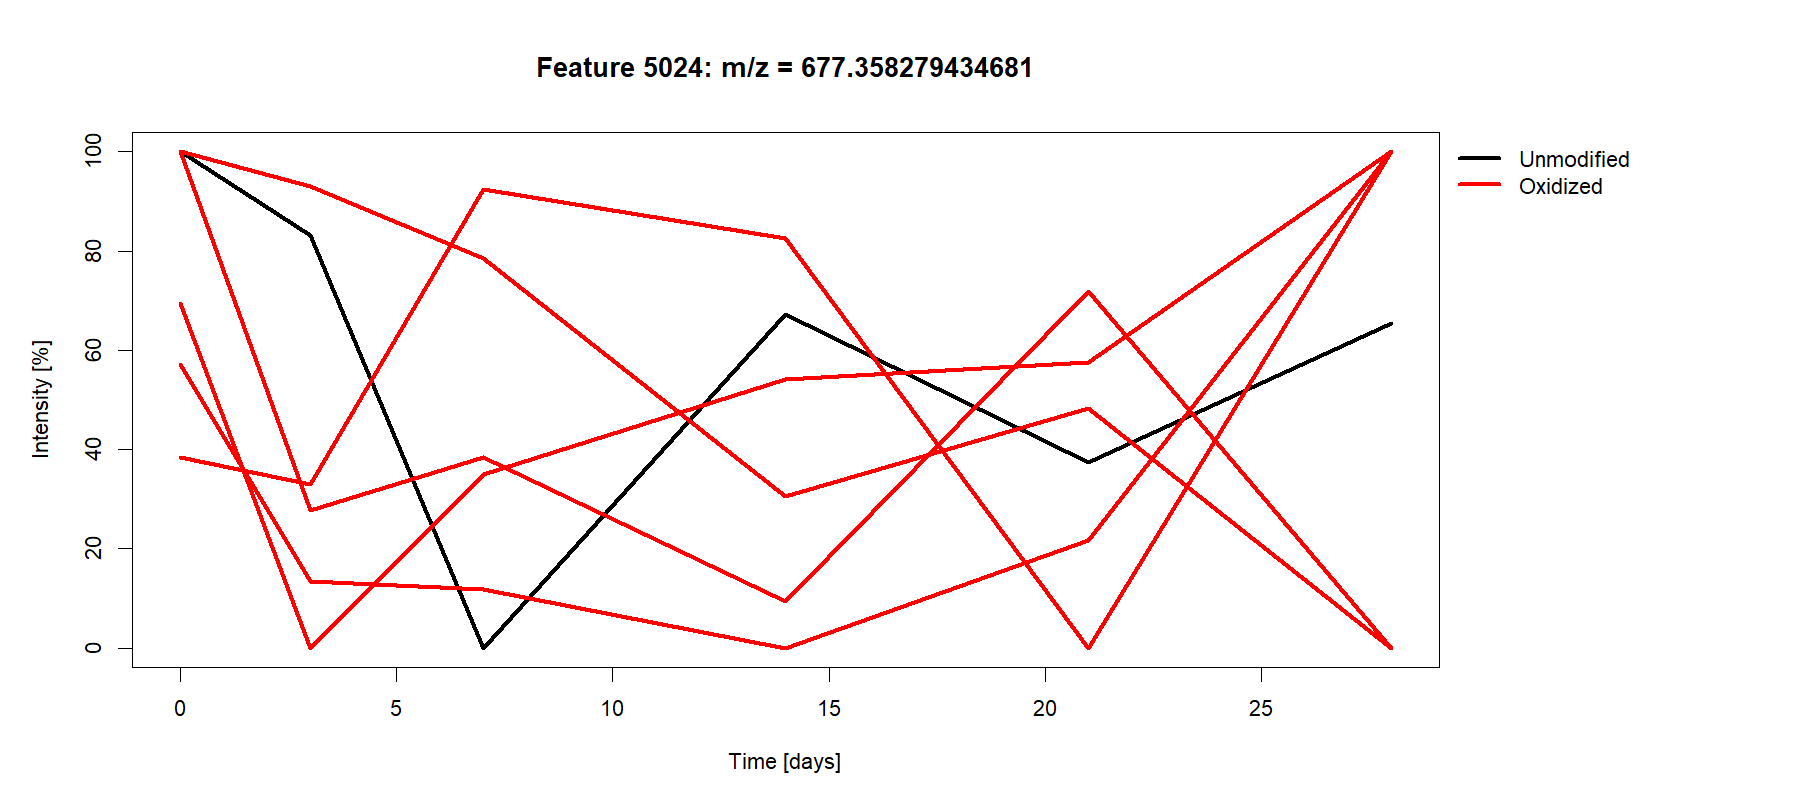 Feature 5024: m/z = 677.358279434681
Unmodified
Oxidized
Intensity [%]
100
80
60
40
20
0
0 5 10 15 20 25
Time [days]